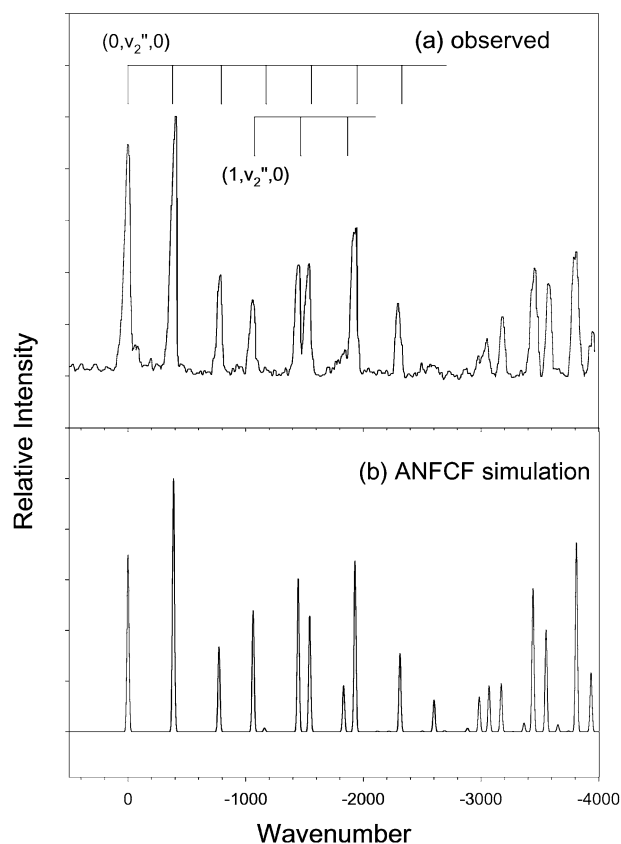 (0,v₂",0)
(a) observed
(1,v₂",0)
Relative Intensity
(b) ANFCF simulation
0 -1000 -2000 -3000 -4000
Wavenumber